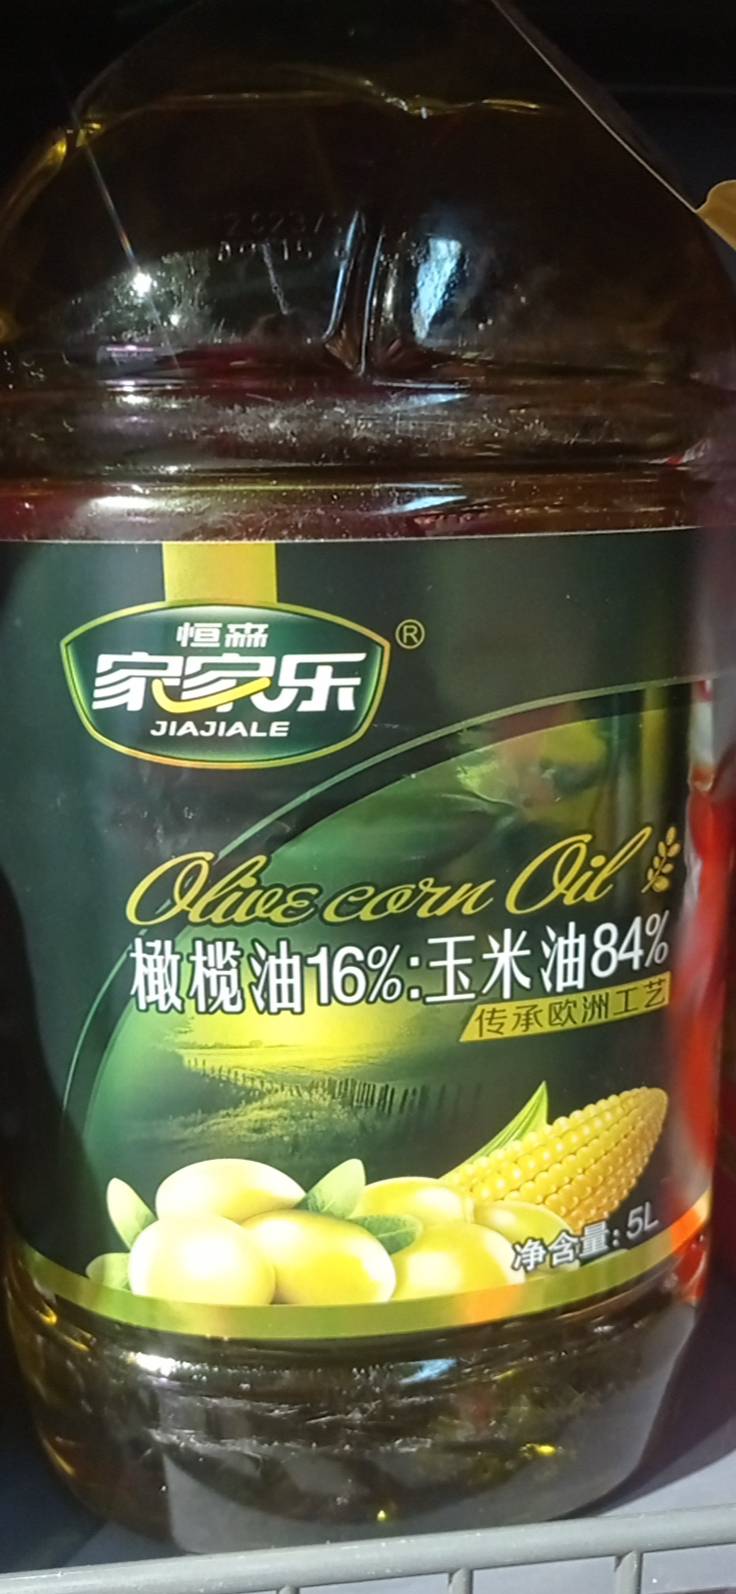 恒森
®
家家乐
JIAJIALE
Olive corn Oil
橄榄油16%:玉米油84%
传承欧洲工艺
净含量:5L